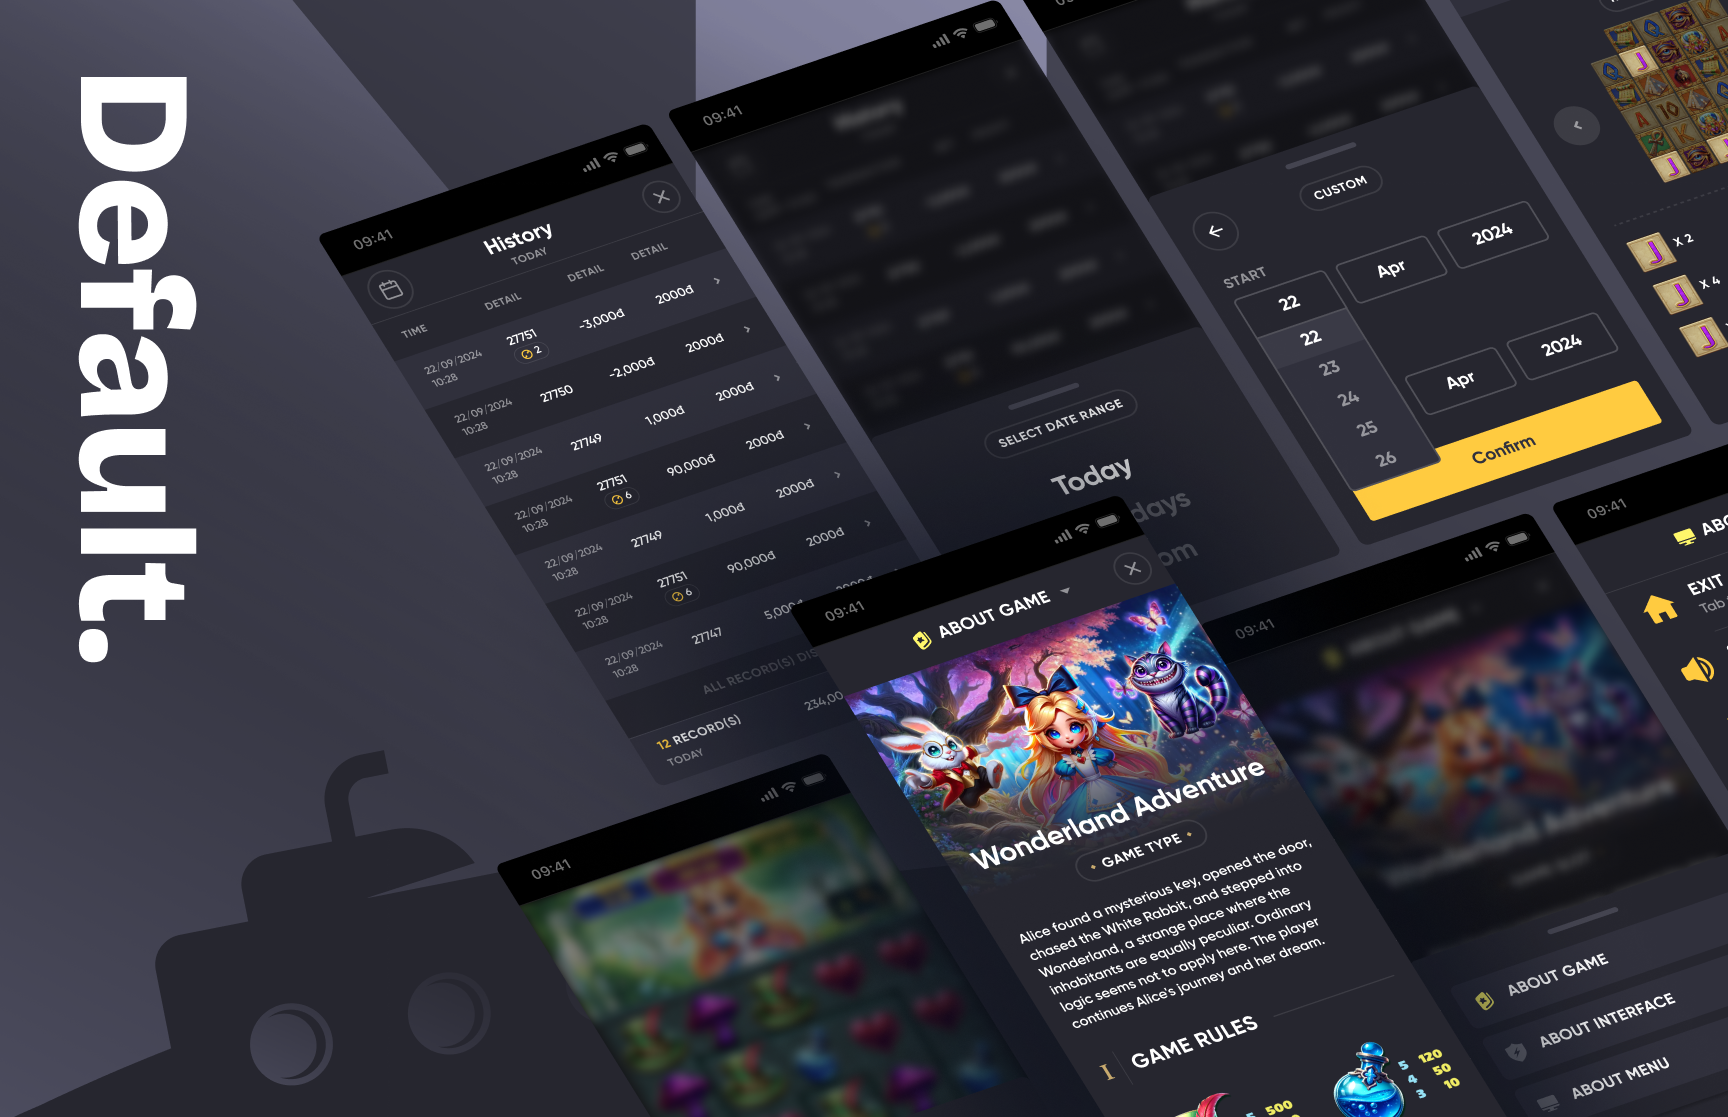 Default.
09:41
History
TODAY
TIME
DETAIL
DETAIL
DETAIL
22/09/2024
10:28
27751
2
-3,000đ
2000đ
22/09/2024
10:28
27750
-2,000đ
2000đ
22/09/2024
10:28
27749
1,000đ
2000đ
22/09/2024
10:28
27751
6
90,000đ
2000đ
22/09/2024
10:28
27749
1,000đ
2000đ
22/09/2024
10:28
27751
6
90,000đ
2000đ
22/09/2024
10:28
27747
5,000đ
ALL RECORD(S) DIS
12 RECORD(S)
TODAY
234,00
09:41
History
SELECT DATE RANGE
Today
days
om
CUSTOM
START
22
Apr
2024
22
23
24
25
26
Apr
2024
Confirm
J
J
J
A
10
K
J
X 2
J
X 4
J
09:41
09:41
ABOUT GAME
Wonderland Adventure
GAME TYPE
Alice found a mysterious key, opened the door,
chased the White Rabbit, and stepped into
Wonderland, a strange place where the
inhabitants are equally peculiar. Ordinary
logic seems not to apply here. The player
continues Alice's journey and her dream.
I
GAME RULES
5 500
5 120
4 50
3 10
09:41
ABOUT GAME
Wonderland Adventure
ABOUT GAME
ABOUT INTERFACE
ABOUT MENU
09:41
ABO
EXIT
Tab